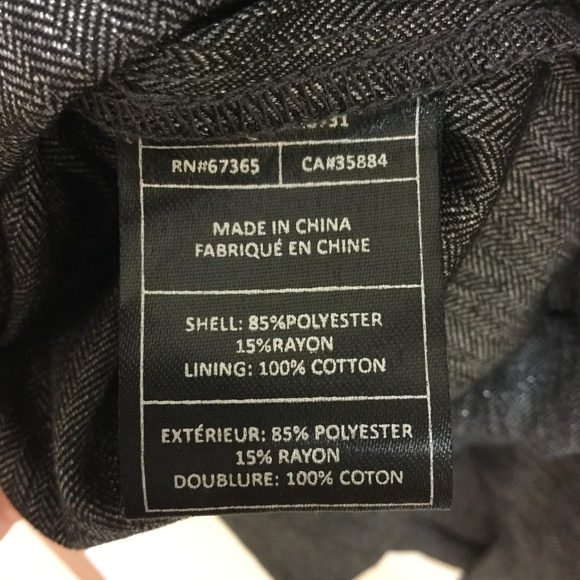 RN#67365 CA#35884
MADE IN CHINA
FABRIQUÉ EN CHINE
SHELL: 85%POLYESTER
15%RAYON
LINING: 100% COTTON
EXTÉRIEUR: 85% POLYESTER
15% RAYON
DOUBLURE: 100% COTON